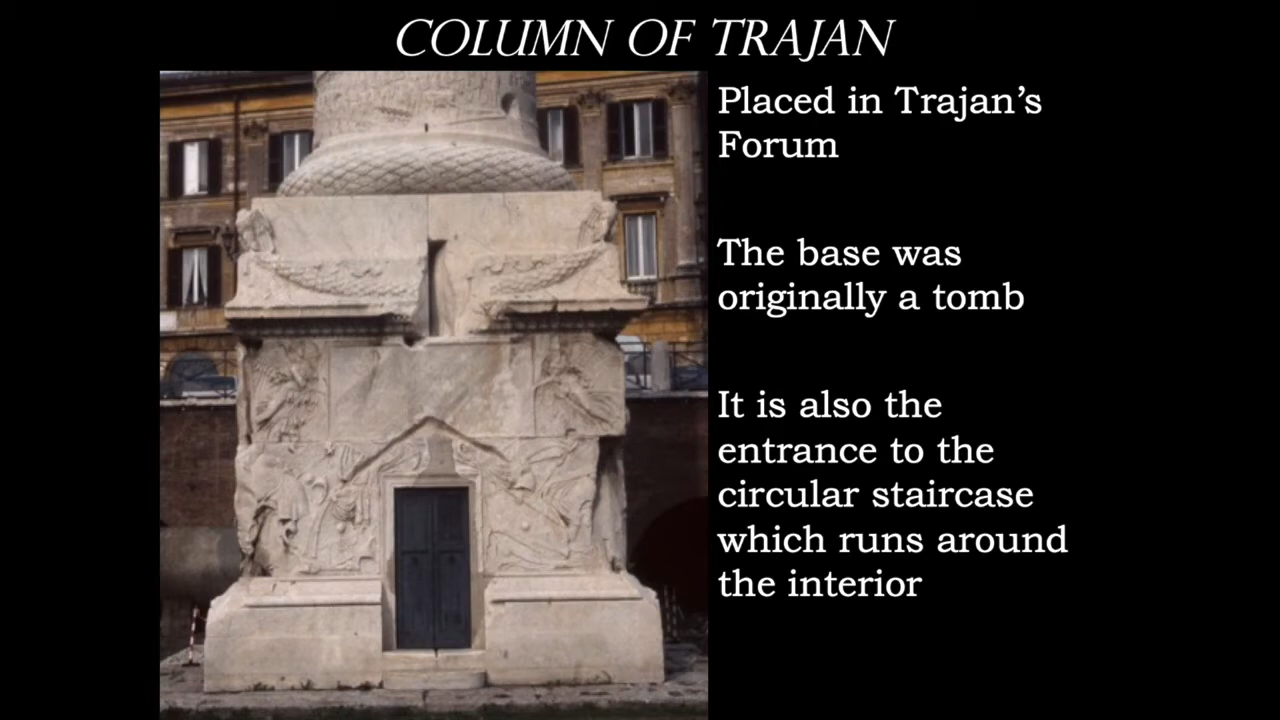 COLUMN OF TRAJAN
Placed in Trajan’s
Forum
The base was
originally a tomb
It is also the
entrance to the
circular staircase
which runs around
the interior